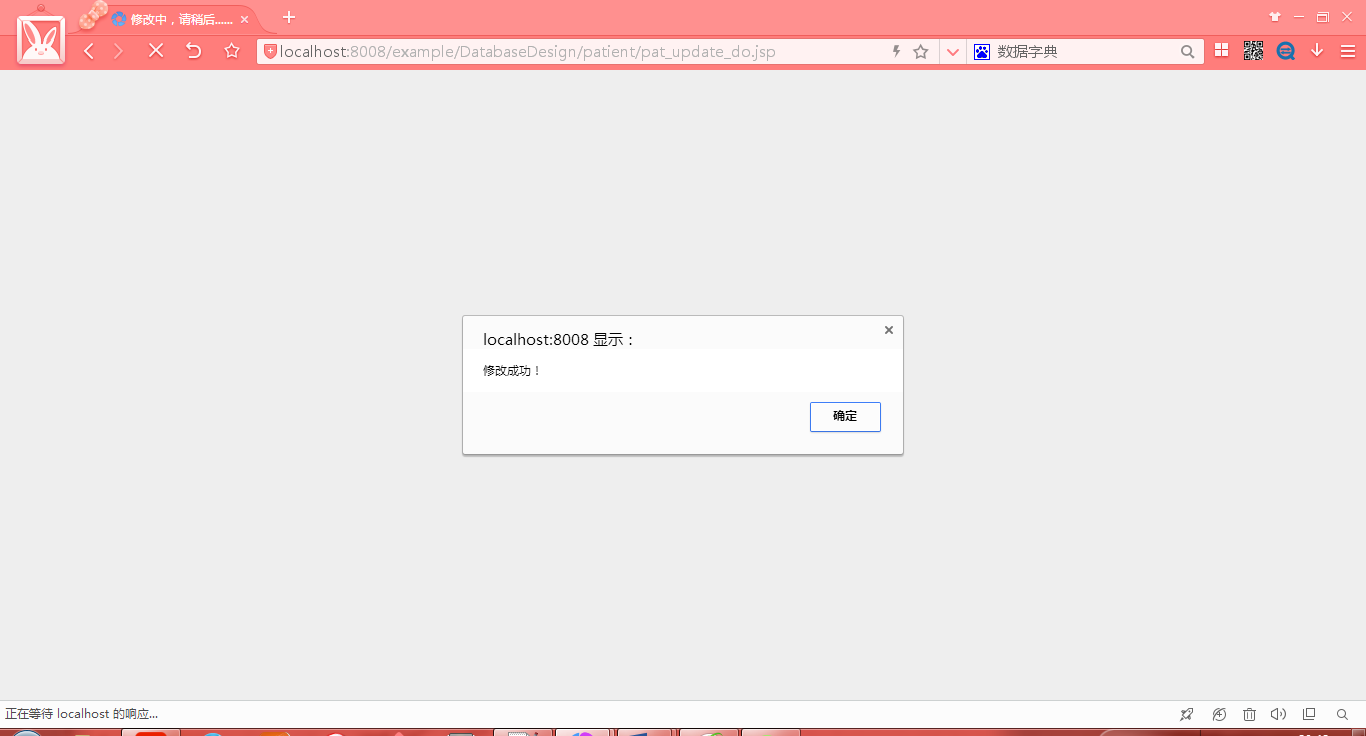 修改中，请稍后......
localhost:8008/example/DatabaseDesign/patient/pat_update_do.jsp
数据字典
localhost:8008 显示：
修改成功！
确定
正在等待 localhost 的响应...